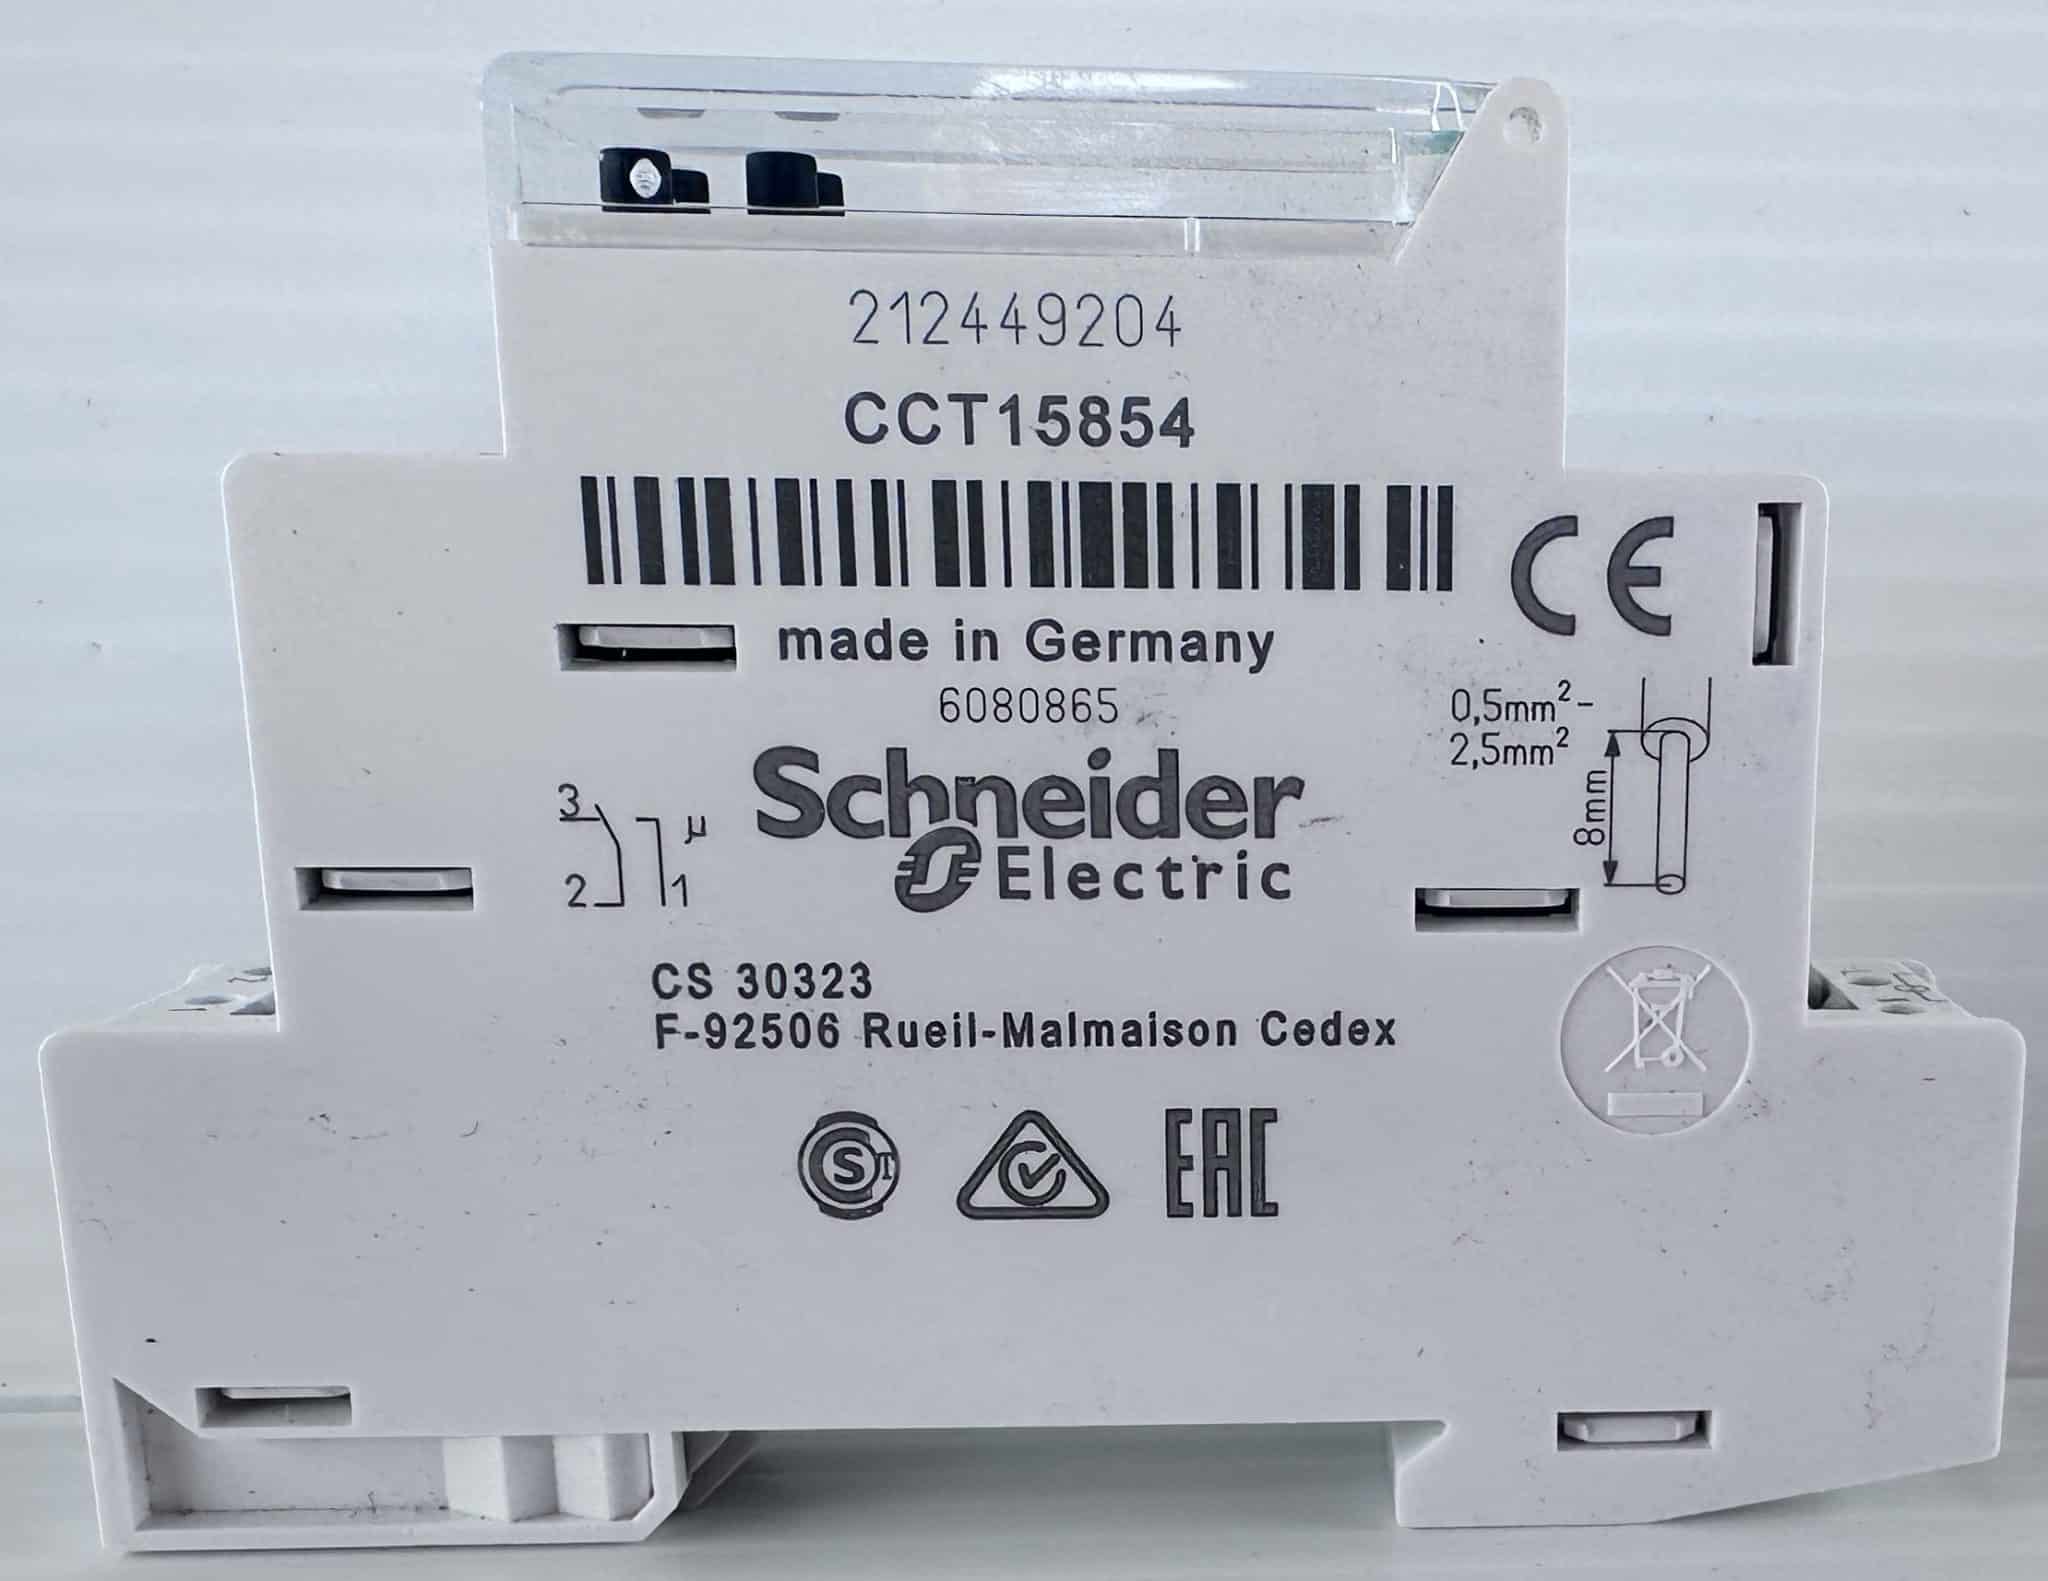 212449204
CCT15854
CE
made in Germany
6080865
0,5mm²-
2,5mm²
8mm
3
µ
2
1
Schneider
Electric
CS 30323
F-92506 Rueil-Malmaison Cedex
EAC